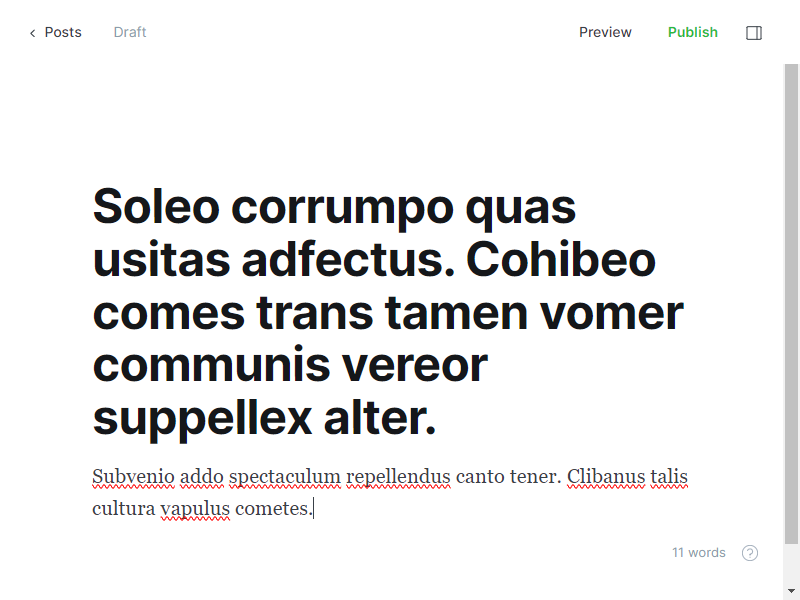 Posts
Draft
Preview
Publish
Soleo corrumpo quas
usitas adfectus. Cohibeo
comes trans tamen vomer
communis vereor
suppellex alter.
Subvenio addo spectaculum repellendus canto tener. Clibanus talis
cultura vapulus cometes.
11 words
?